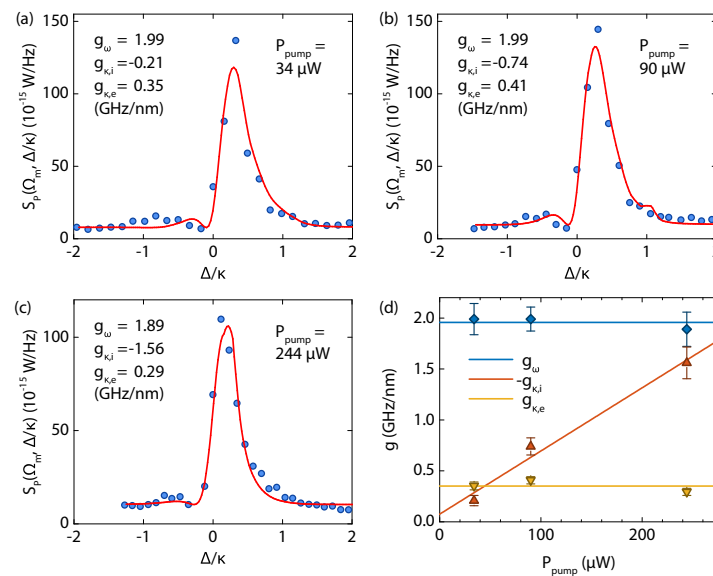 (a)
150
100
50
0
S_P(Ω_m, Δ/κ) (10^-15 W/Hz)
g_ω = 1.99
g_κ,i = -0.21
g_κ,e = 0.35
(GHz/nm)
P_pump =
34 μW
-2 -1 0 1 2
Δ/κ
(b)
150
100
50
0
S_P(Ω_m, Δ/κ) (10^-15 W/Hz)
g_ω = 1.99
g_κ,i = -0.74
g_κ,e = 0.41
(GHz/nm)
P_pump =
90 μW
-2 -1 0 1 2
Δ/κ
(c)
100
50
0
S_P(Ω_m, Δ/κ) (10^-15 W/Hz)
g_ω = 1.89
g_κ,i = -1.56
g_κ,e = 0.29
(GHz/nm)
P_pump =
244 μW
-2 -1 0 1 2
Δ/κ
(d)
2.0
1.5
1.0
0.5
0.0
g (GHz/nm)
g_ω
-g_κ,i
g_κ,e
0 100 200
P_pump (μW)